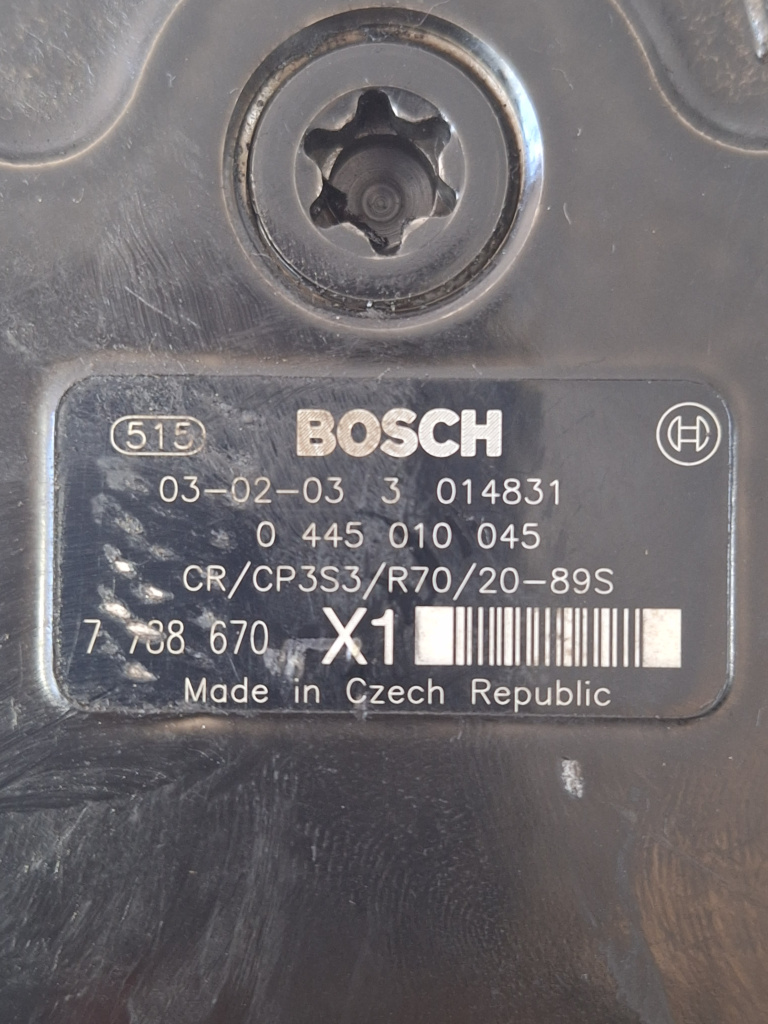 515 BOSCH
03-02-03 3 014831
0 445 010 045
CR/CP3S3/R70/20-89S
7 788 670 X1
Made in Czech Republic